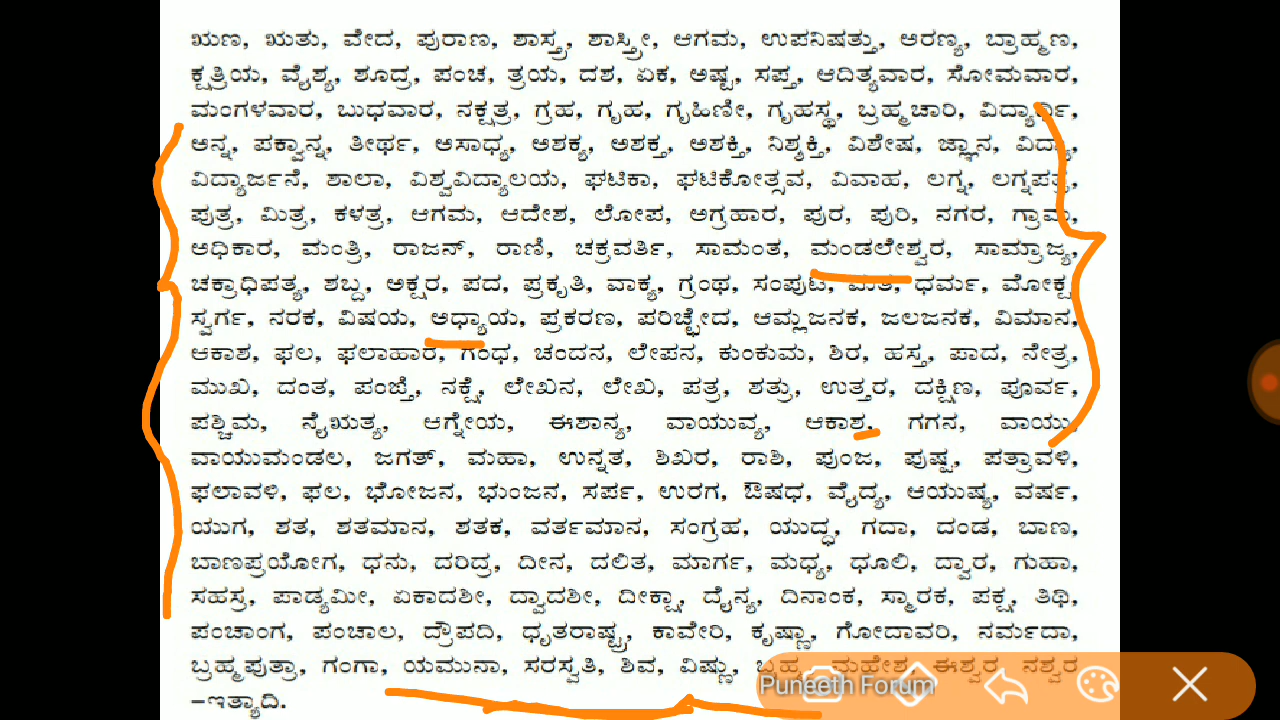 ಋಣ, ಋತು, ವೇದ, ಪುರಾಣ, ಶಾಸ್ತ್ರ, ಶಾಸ್ತ್ರೀ, ಆಗಮ, ಉಪನಿಷತ್ತು, ಅರಣ್ಯ, ಬ್ರಾಹ್ಮಣ,
ಕ್ಷತ್ರಿಯ, ವೈಶ್ಯ, ಶೂದ್ರ, ಪಂಚ, ತ್ರಯ, ದಶ, ಏಕ, ಅಷ್ಟ, ಸಪ್ತ, ಆದಿತ್ಯವಾರ, ಸೋಮವಾರ,
ಮಂಗಳವಾರ, ಬುಧವಾರ, ನಕ್ಷತ್ರ, ಗ್ರಹ, ಗೃಹ, ಗೃಹಿಣೀ, ಗೃಹಸ್ಥ, ಬ್ರಹ್ಮಚಾರಿ, ವಿದ್ಯಾರ್ಥಿ,
ಅನ್ನ, ಪಕ್ವಾನ್ನ, ತೀರ್ಥ, ಅಸಾಧ್ಯ, ಅಶಕ್ಯ, ಅಶಕ್ತ, ಅಶಕ್ತಿ, ನಿಶ್ಶಕ್ತಿ, ವಿಶೇಷ, ಜ್ಞಾನ, ವಿದ್ಯಾ,
ವಿದ್ಯಾರ್ಜನೆ, ಶಾಲಾ, ವಿಶ್ವವಿದ್ಯಾಲಯ, ಘಟಿಕಾ, ಘಟಿಕೋತ್ಸವ, ವಿವಾಹ, ಲಗ್ನ, ಲಗ್ನಪತ್ರ,
ಪುತ್ರ, ಮಿತ್ರ, ಕಳತ್ರ, ಆಗಮ, ಆದೇಶ, ಲೋಪ, ಅಗ್ರಹಾರ, ಪುರ, ಪುರಿ, ನಗರ, ಗ್ರಾಮ,
ಅಧಿಕಾರ, ಮಂತ್ರಿ, ರಾಜನ್, ರಾಣಿ, ಚಕ್ರವರ್ತಿ, ಸಾಮಂತ, ಮಂಡಲೇಶ್ವರ, ಸಾಮ್ರಾಜ್ಯ,
ಚಕ್ರಾಧಿಪತ್ಯ, ಶಬ್ದ, ಅಕ್ಷರ, ಪದ, ಪ್ರಕೃತಿ, ವಾಕ್ಯ, ಗ್ರಂಥ, ಸಂಪುಟ, ಮತ, ಧರ್ಮ, ಮೋಕ್ಷ
ಸ್ವರ್ಗ, ನರಕ, ವಿಷಯ, ಅಧ್ಯಾಯ, ಪ್ರಕರಣ, ಪರಿಚ್ಛೇದ, ಆಮ್ಲಜನಕ, ಜಲಜನಕ, ವಿಮಾನ,
ಆಕಾಶ, ಫಲ, ಫಲಾಹಾರ, ಗಂಧ, ಚಂದನ, ಲೇಪನ, ಕುಂಕುಮ, ಶಿರ, ಹಸ್ತ, ಪಾದ, ನೇತ್ರ,
ಮುಖ, ದಂತ, ಪಂಙ್ತಿ, ನಕ್ಷೆ, ಲೇಖನ, ಲೇಖ, ಪತ್ರ, ಶತ್ರು, ಉತ್ತರ, ದಕ್ಷಿಣ, ಪೂರ್ವ,
ಪಶ್ಚಿಮ, ನೈಋತ್ಯ, ಆಗ್ನೇಯ, ಈಶಾನ್ಯ, ವಾಯುವ್ಯ, ಆಕಾಶ, ಗಗನ, ವಾಯು,
ವಾಯುಮಂಡಲ, ಜಗತ್, ಮಹಾ, ಉನ್ನತ, ಶಿಖರ, ರಾಶಿ, ಪುಂಜ, ಪುಷ್ಪ, ಪತ್ರಾವಳಿ,
ಫಲಾವಳಿ, ಫಲ, ಭೋಜನ, ಭುಂಜನ, ಸರ್ಪ, ಉರಗ, ಔಷಧ, ವೈದ್ಯ, ಆಯುಷ್ಯ, ವರ್ಷ,
ಯುಗ, ಶತ, ಶತಮಾನ, ಶತಕ, ವರ್ತಮಾನ, ಸಂಗ್ರಹ, ಯುದ್ಧ, ಗದಾ, ದಂಡ, ಬಾಣ,
ಬಾಣಪ್ರಯೋಗ, ಧನು, ದರಿದ್ರ, ದೀನ, ದಲಿತ, ಮಾರ್ಗ, ಮಧ್ಯ, ಧೂಲಿ, ದ್ವಾರ, ಗುಹಾ,
ಸಹಸ್ರ, ಪಾಡ್ಯಮೀ, ಏಕಾದಶೀ, ದ್ವಾದಶೀ, ದೀಕ್ಷಾ, ದೈನ್ಯ, ದಿನಾಂಕ, ಸ್ಮಾರಕ, ಪಕ್ಷ, ತಿಥಿ,
ಪಂಚಾಂಗ, ಪಂಚಾಲ, ದ್ರೌಪದಿ, ಧೃತರಾಷ್ಟ್ರ, ಕಾವೇರಿ, ಕೃಷ್ಣಾ, ಗೋದಾವರಿ, ನರ್ಮದಾ,
ಬ್ರಹ್ಮಪುತ್ರಾ, ಗಂಗಾ, ಯಮುನಾ, ಸರಸ್ವತಿ, ಶಿವ, ವಿಷ್ಣು, ಬ್ರಹ್ಮ, ಮಹೇಶ, ಈಶ್ವರ, ನಶ್ವರ
–ಇತ್ಯಾದಿ.
Puneeth Forum